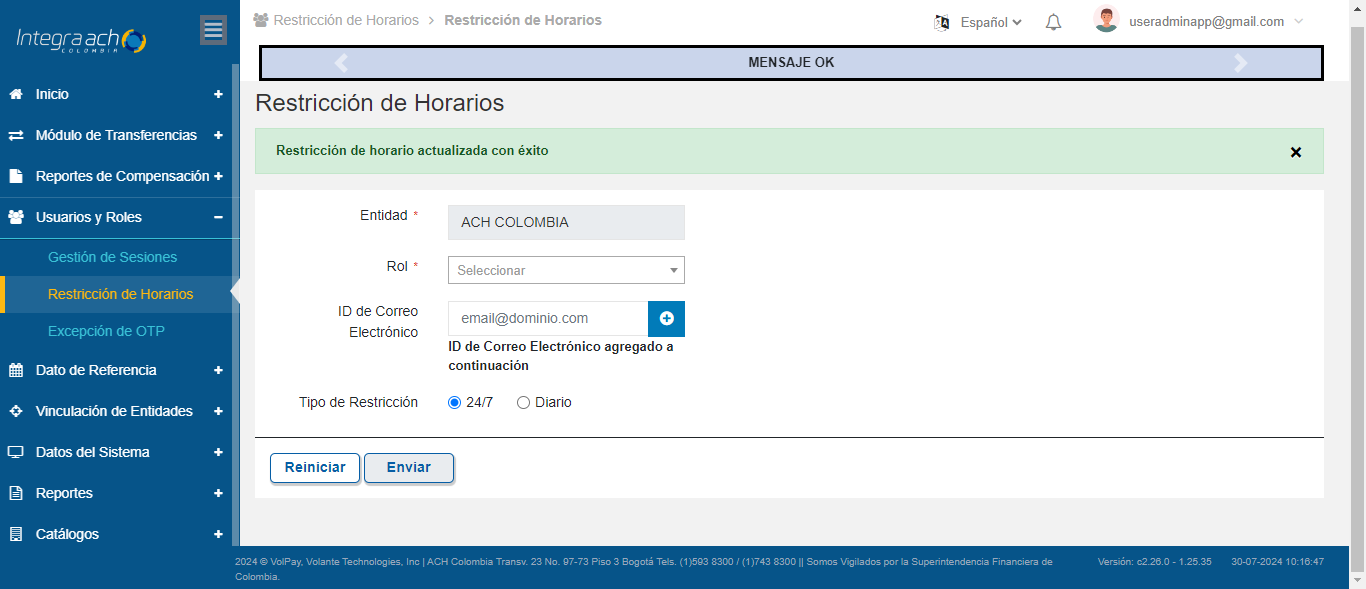 Integra ach
COLOMBIA
Restricción de Horarios > Restricción de Horarios
Español
useradminapp@gmail.com
MENSAJE OK
Inicio +
Módulo de Transferencias +
Reportes de Compensación +
Usuarios y Roles −
Gestión de Sesiones
Restricción de Horarios
Excepción de OTP
Dato de Referencia +
Vinculación de Entidades +
Datos del Sistema +
Reportes +
Catálogos +
Restricción de Horarios
Restricción de horario actualizada con éxito ×
Entidad * ACH COLOMBIA
Rol * Seleccionar
ID de Correo
Electrónico
email@dominio.com
ID de Correo Electrónico agregado a
continuación
Tipo de Restricción 24/7 Diario
Reiniciar Enviar
2024 © VolPay, Volante Technologies, Inc | ACH Colombia Transv. 23 No. 97-73 Piso 3 Bogotá Tels. (1)593 8300 / (1)743 8300 || Somos Vigilados por la Superintendencia Financiera de
Colombia.
Versión: c2.26.0 - 1.25.35 30-07-2024 10:16:47